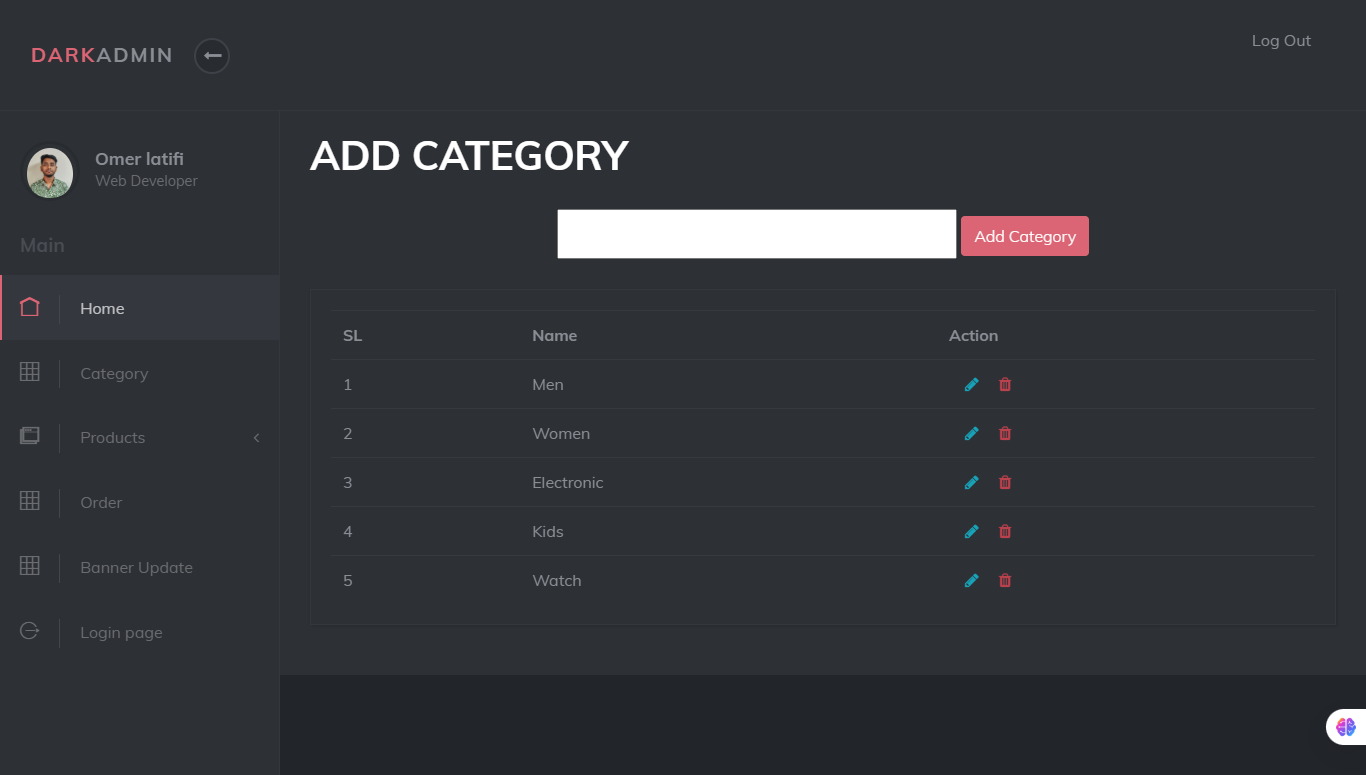 DARKADMIN
Log Out
Omer latifi
Web Developer
Main
Home
Category
Products
Order
Banner Update
Login page
ADD CATEGORY
Add Category
SL Name Action
1 Men
2 Women
3 Electronic
4 Kids
5 Watch